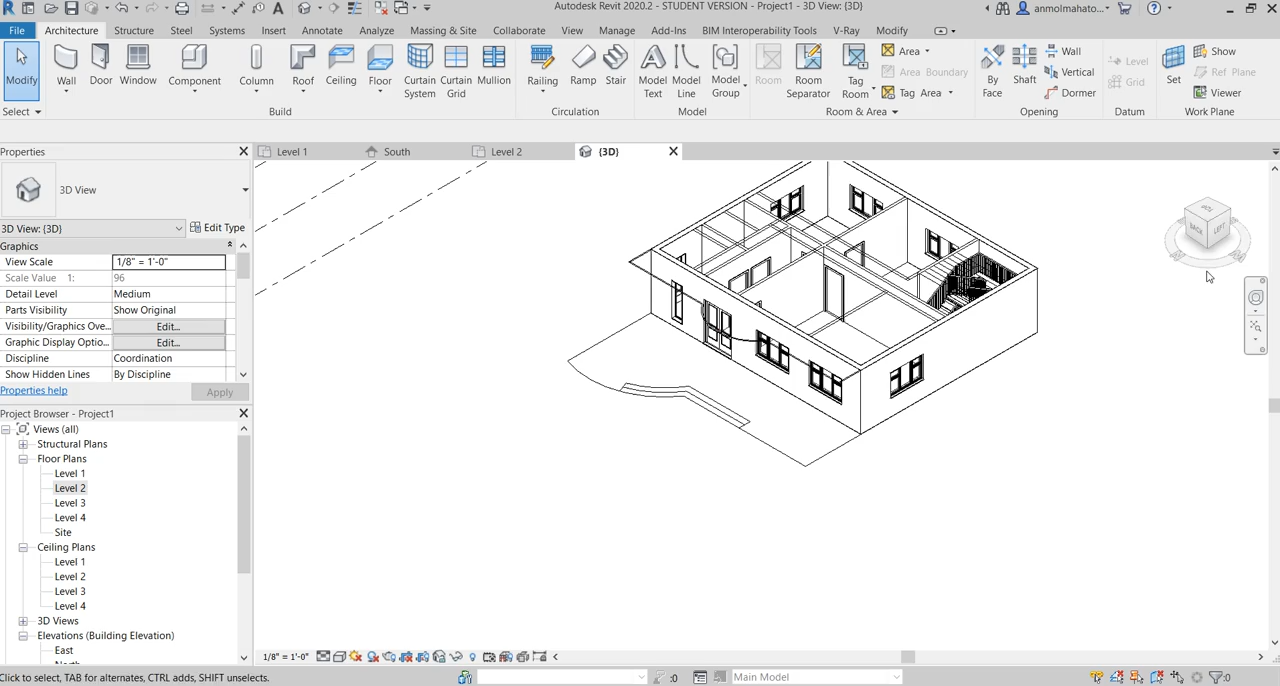 Autodesk Revit 2020.2 - STUDENT VERSION - Project1 - 3D View: {3D}
anmolmahato...
File Architecture Structure Steel Systems Insert Annotate Analyze Massing & Site Collaborate View Manage Add-Ins BIM Interoperability Tools V-Ray Modify
Modify Wall Door Window Component Column Roof Ceiling Floor Curtain System Curtain Grid Mullion Railing Ramp Stair Model Text Model Line Model Group Room Room Separator Tag Room
Area
Area Boundary
Tag Area
By Face Shaft
Wall
Vertical
Dormer
Level
Grid
Set
Show
Ref Plane
Viewer
Select Build Circulation Model Room & Area Opening Datum Work Plane
Properties
Level 1 South Level 2 {3D}
3D View
3D View: {3D} Edit Type
Graphics
View Scale 1/8" = 1'-0"
Scale Value 1: 96
Detail Level Medium
Parts Visibility Show Original
Visibility/Graphics Ove... Edit...
Graphic Display Optio... Edit...
Discipline Coordination
Show Hidden Lines By Discipline
Properties help Apply
Project Browser - Project1
Views (all)
Structural Plans
Floor Plans
Level 1
Level 2
Level 3
Level 4
Site
Ceiling Plans
Level 1
Level 2
Level 3
Level 4
3D Views
Elevations (Building Elevation)
East
BACK LEFT
1/8" = 1'-0"
Click to select, TAB for alternates, CTRL adds, SHIFT unselects.
:0 Main Model :0